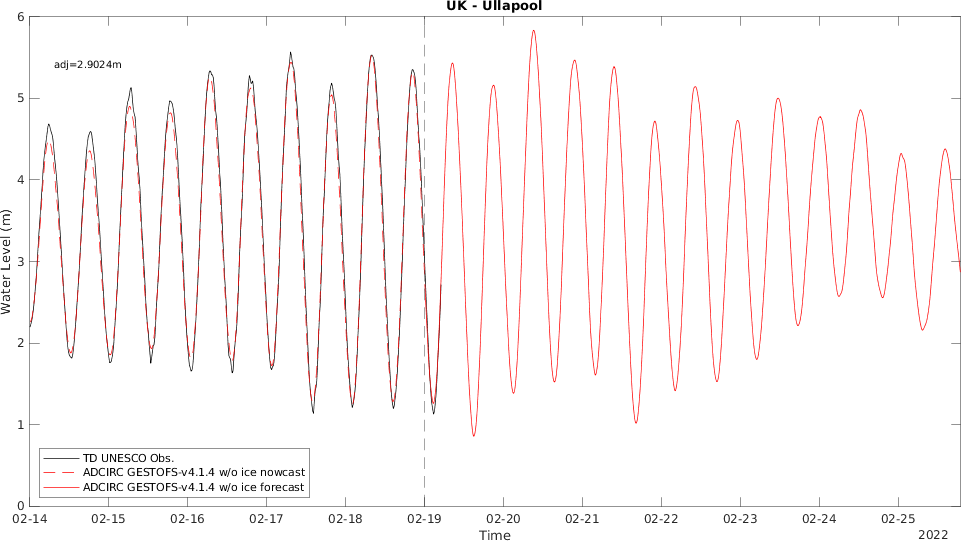 UK - Ullapool
adj=2.9024m
6
5
4
3
2
1
0
Water Level (m)
TD UNESCO Obs.
ADCIRC GESTOFS-v4.1.4 w/o ice nowcast
ADCIRC GESTOFS-v4.1.4 w/o ice forecast
02-14 02-15 02-16 02-17 02-18 02-19 02-20 02-21 02-22 02-23 02-24 02-25
Time
2022